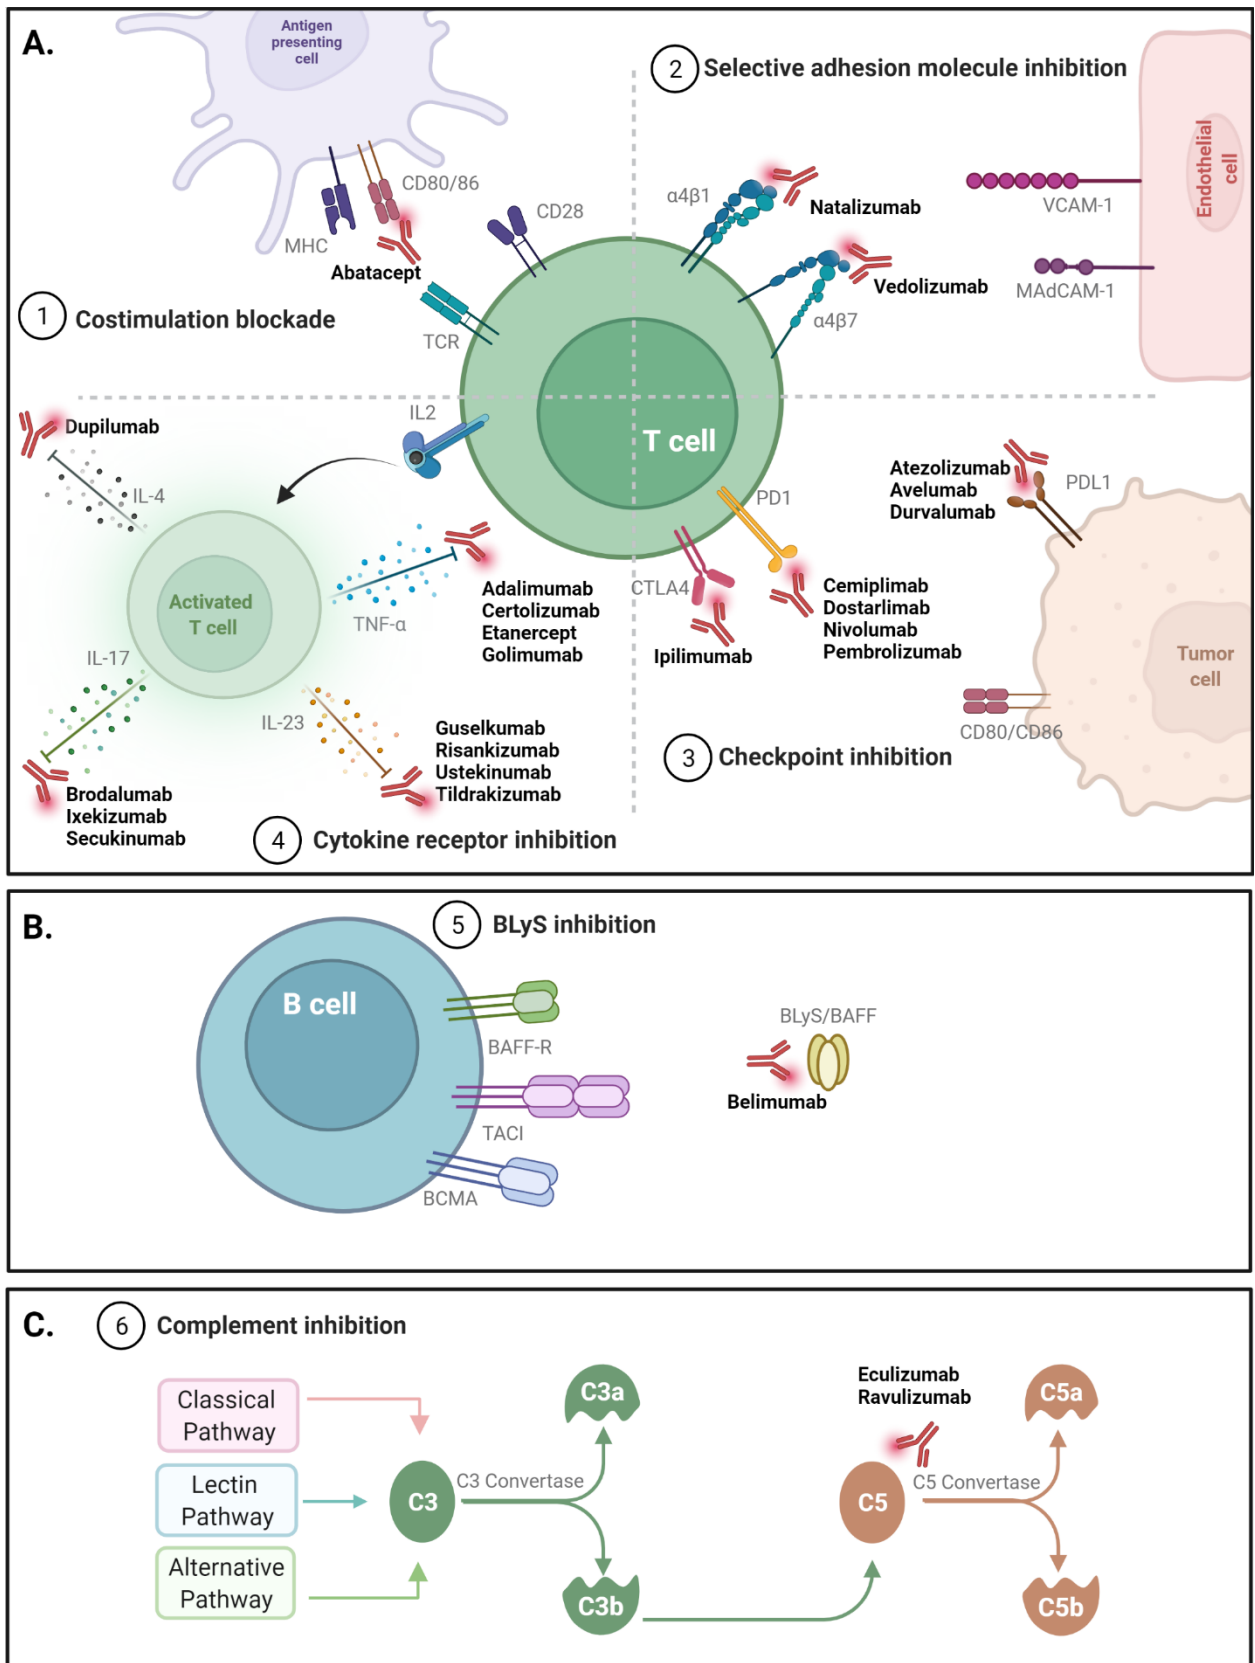 A.
Antigen
presenting
cell
MHC
CD80/86
Abatacept
CD28
TCR
1 Costimulation blockade
2 Selective adhesion molecule inhibition
α4β1
Natalizumab
Vedolizumab
α4β7
VCAM-1
MAdCAM-1
Endothelial
cell
T cell
IL2
Dupilumab
IL-4
Activated
T cell
TNF-α
Adalimumab
Certolizumab
Etanercept
Golimumab
IL-17
Brodalumab
Ixekizumab
Secukinumab
IL-23
Guselkumab
Risankizumab
Ustekinumab
Tildrakizumab
4 Cytokine receptor inhibition
PD1
CTLA4
Ipilimumab
Cemiplimab
Dostarlimab
Nivolumab
Pembrolizumab
Atezolizumab
Avelumab
Durvalumab
PDL1
Tumor
cell
CD80/CD86
3 Checkpoint inhibition
B.
5 BLyS inhibition
B cell
BAFF-R
TACI
BCMA
BLyS/BAFF
Belimumab
C.
6 Complement inhibition
Classical
Pathway
Lectin
Pathway
Alternative
Pathway
C3
C3 Convertase
C3a
C3b
Eculizumab
Ravulizumab
C5
C5 Convertase
C5a
C5b